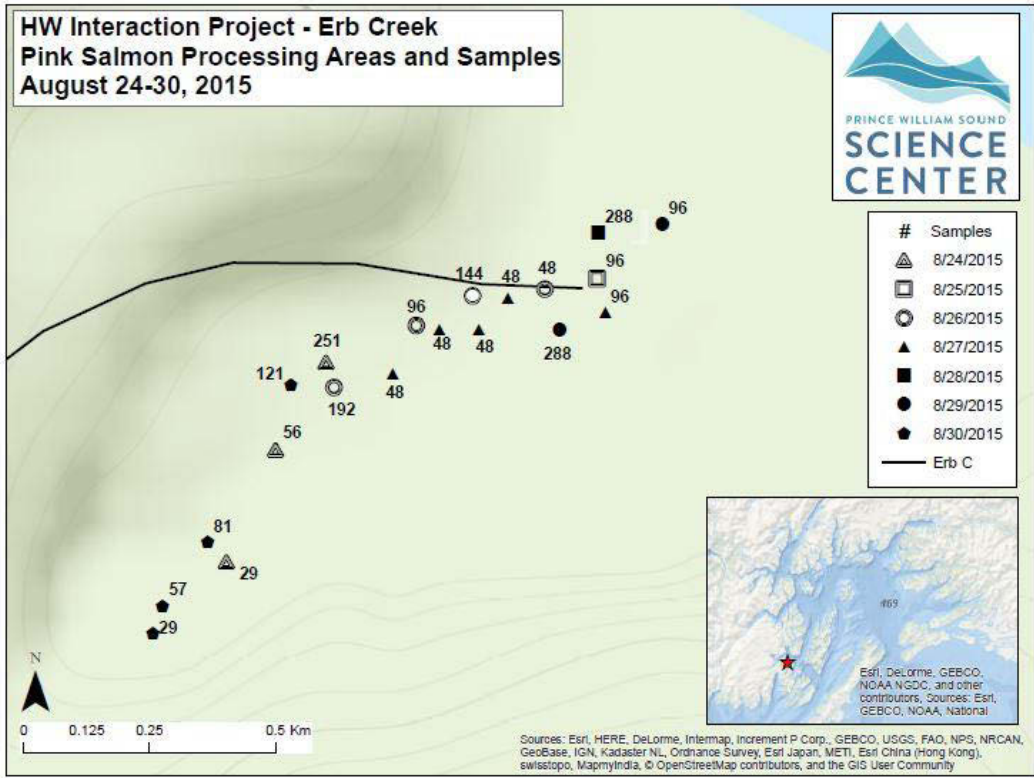 HW Interaction Project - Erb Creek
Pink Salmon Processing Areas and Samples
August 24-30, 2015
PRINCE WILLIAM SOUND
SCIENCE
CENTER
# Samples
8/24/2015
8/25/2015
8/26/2015
8/27/2015
8/28/2015
8/29/2015
8/30/2015
Erb C
288
96
96
144
48
48
96
96
48
48
288
251
121
192
48
56
81
29
57
29
N
0 0.125 0.25 0.5 Km
469
Esri, DeLorme, GEBCO,
NOAA NGDC, and other
contributors, Sources: Esri,
GEBCO, NOAA, National
Sources: Esri, HERE, DeLorme, Intermap, increment P Corp., GEBCO, USGS, FAO, NPS, NRCAN,
GeoBase, IGN, Kadaster NL, Ordnance Survey, Esri Japan, METI, Esri China (Hong Kong),
swisstopo, MapmyIndia, © OpenStreetMap contributors, and the GIS User Community